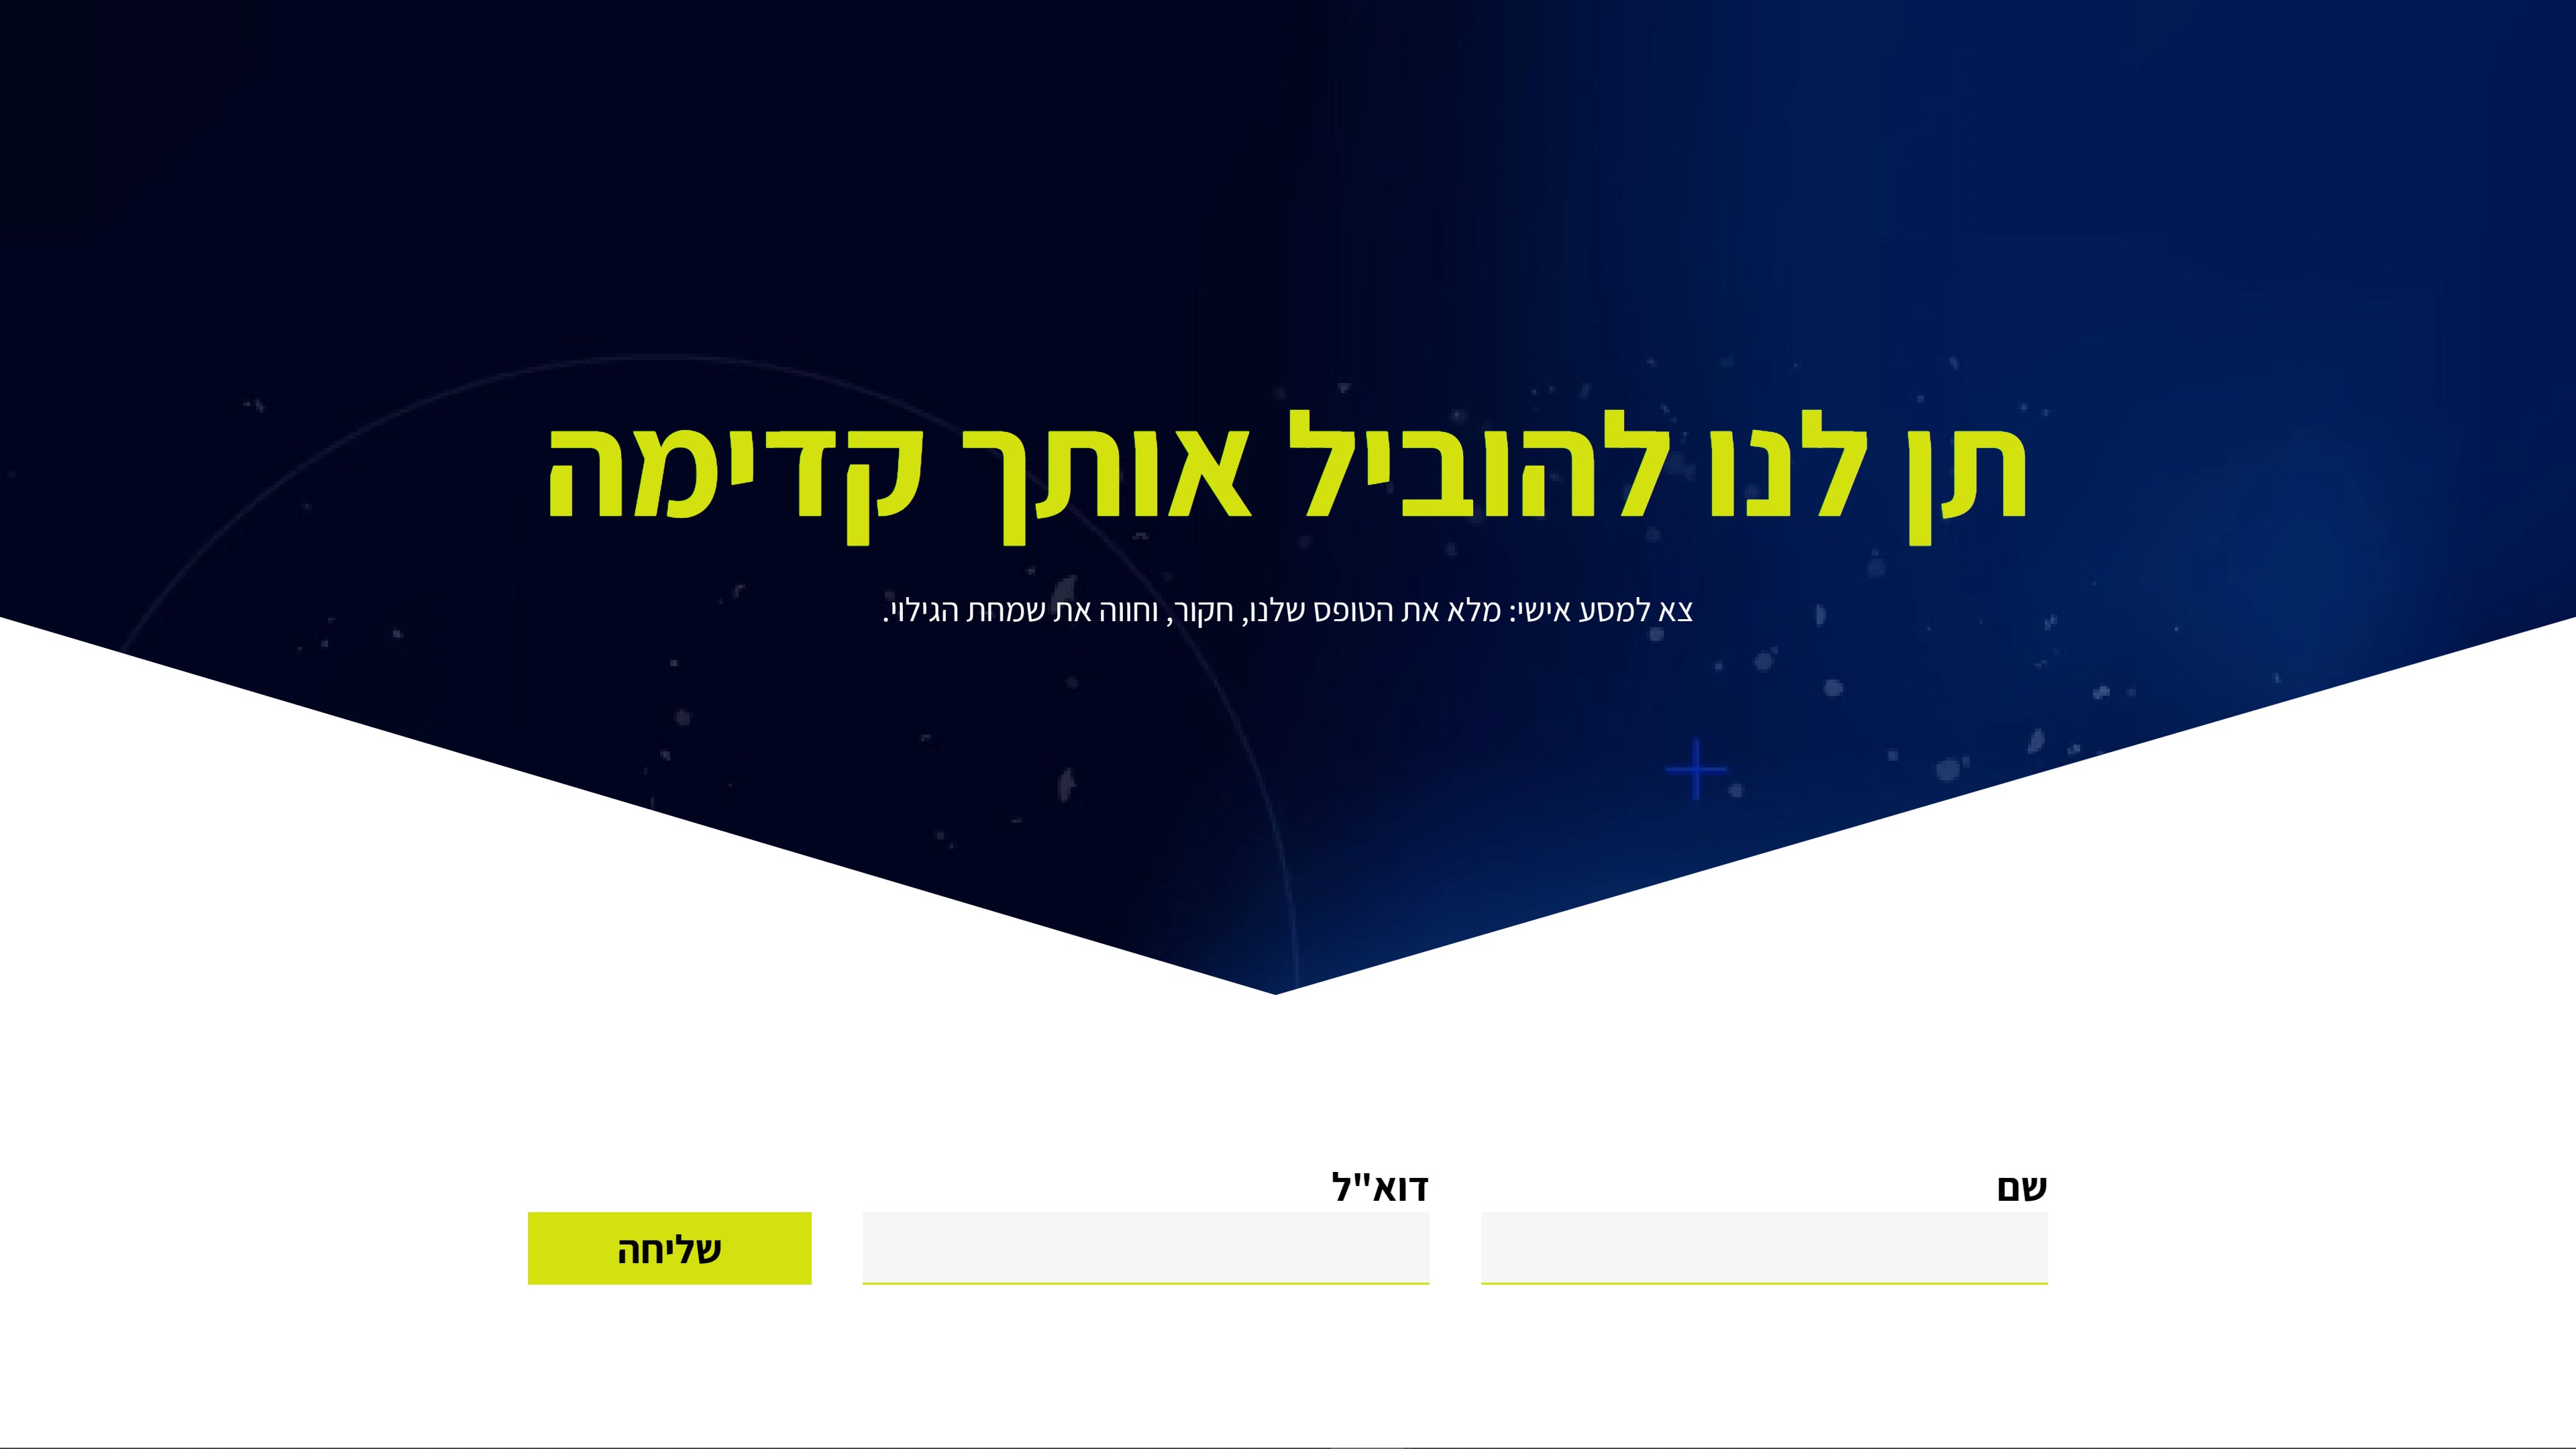 תן לנו להוביל אותך קדימה
צא למסע אישי: מלא את הטופס שלנו, חקור, וחווה את שמחת הגילוי.
שם
דוא"ל
שליחה